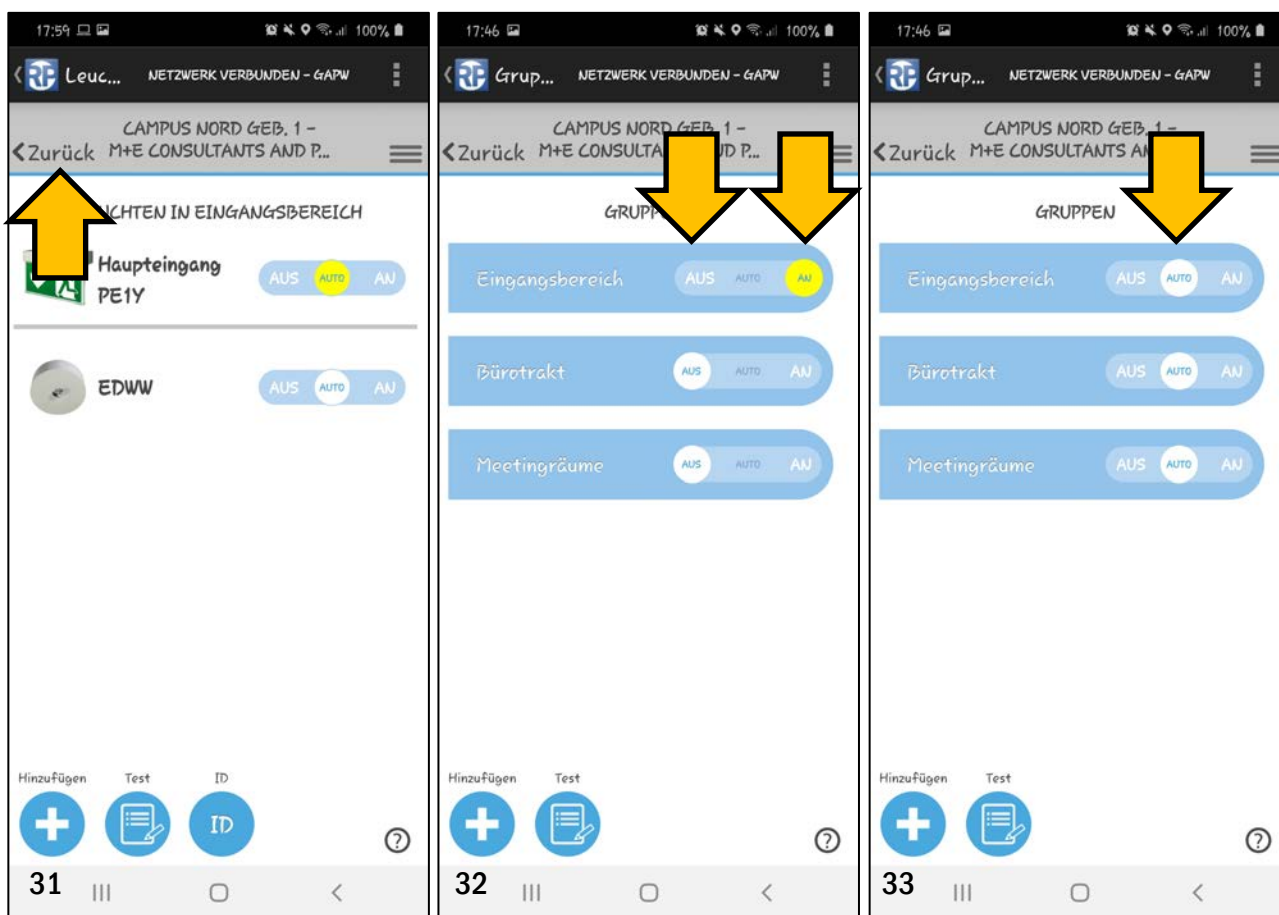 17:59
100%
RP Leuc... NETZWERK VERBUNDEN – GAPW
CAMPUS NORD GEB. 1 –
Zurück M+E CONSULTANTS AND P...
CHTEN IN EINGANGSBEREICH
Haupteingang
PE1Y
AUS AUTO AN
EDWW
AUS AUTO AN
Hinzufügen Test ID
ID
?
31
17:46
100%
RP Grup... NETZWERK VERBUNDEN – GAPW
CAMPUS NORD GEB. 1 –
Zurück M+E CONSULTA D P...
GRUPP
Eingangsbereich AUS AUTO AN
Bürotrakt AUS AUTO AN
Meetingräume AUS AUTO AN
Hinzufügen Test
?
32
17:46
100%
RP Grup... NETZWERK VERBUNDEN – GAPW
CAMPUS NORD GEB. 1 –
Zurück M+E CONSULTANTS A
GRUPPEN
Eingangsbereich AUS AUTO AN
Bürotrakt AUS AUTO AN
Meetingräume AUS AUTO AN
Hinzufügen Test
?
33